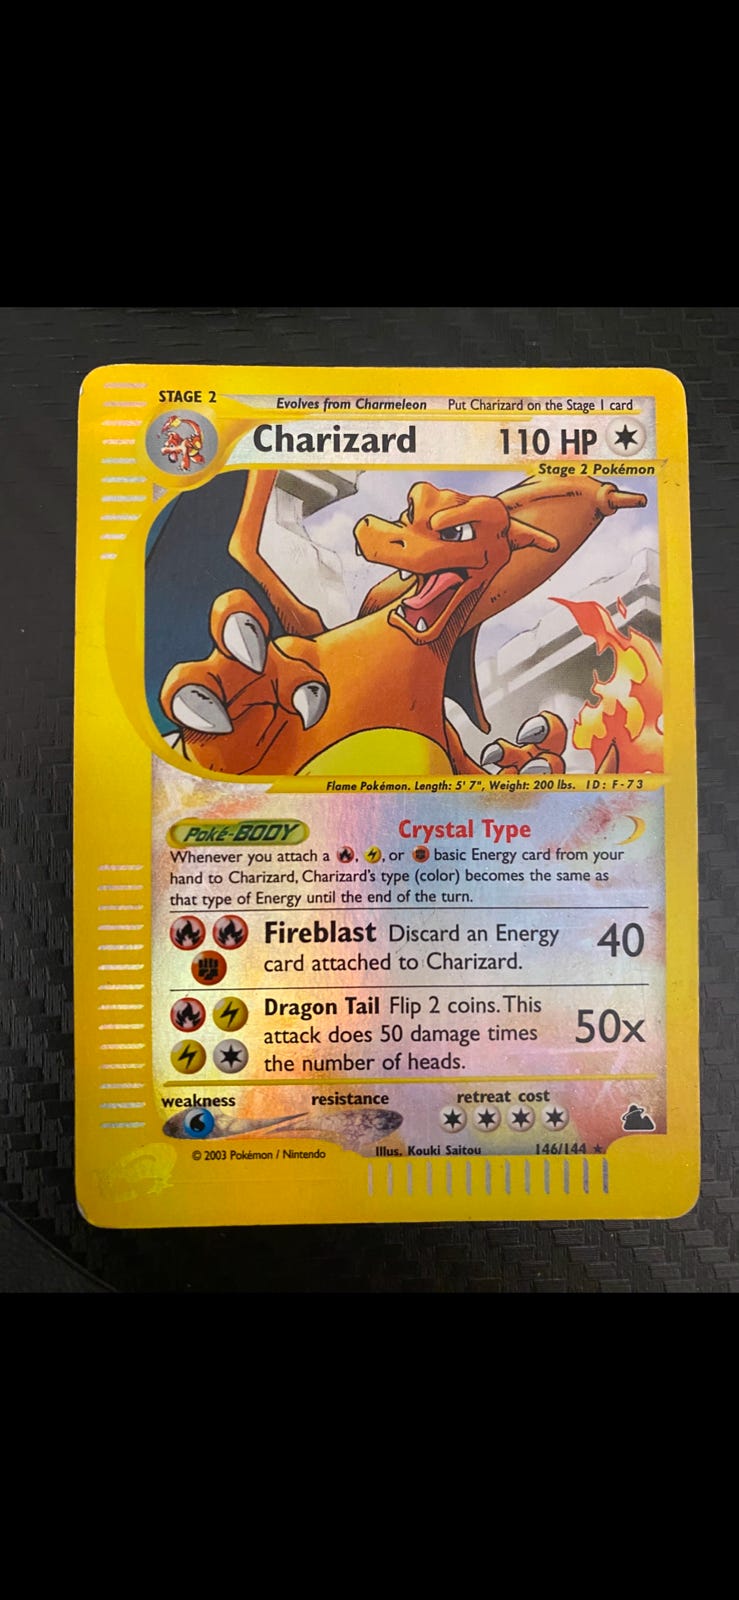 STAGE 2
Evolves from Charmeleon Put Charizard on the Stage 1 card
Charizard 110 HP
Stage 2 Pokémon
Flame Pokémon. Length: 5' 7", Weight: 200 lbs. ID: F-73
Poké-BODY Crystal Type
Whenever you attach a , , or basic Energy card from your
hand to Charizard, Charizard's type (color) becomes the same as
that type of Energy until the end of the turn.
Fireblast Discard an Energy 40
card attached to Charizard.
Dragon Tail Flip 2 coins. This
attack does 50 damage times 50x
the number of heads.
weakness resistance retreat cost
© 2003 Pokémon / Nintendo Illus. Kouki Saitou 146/144